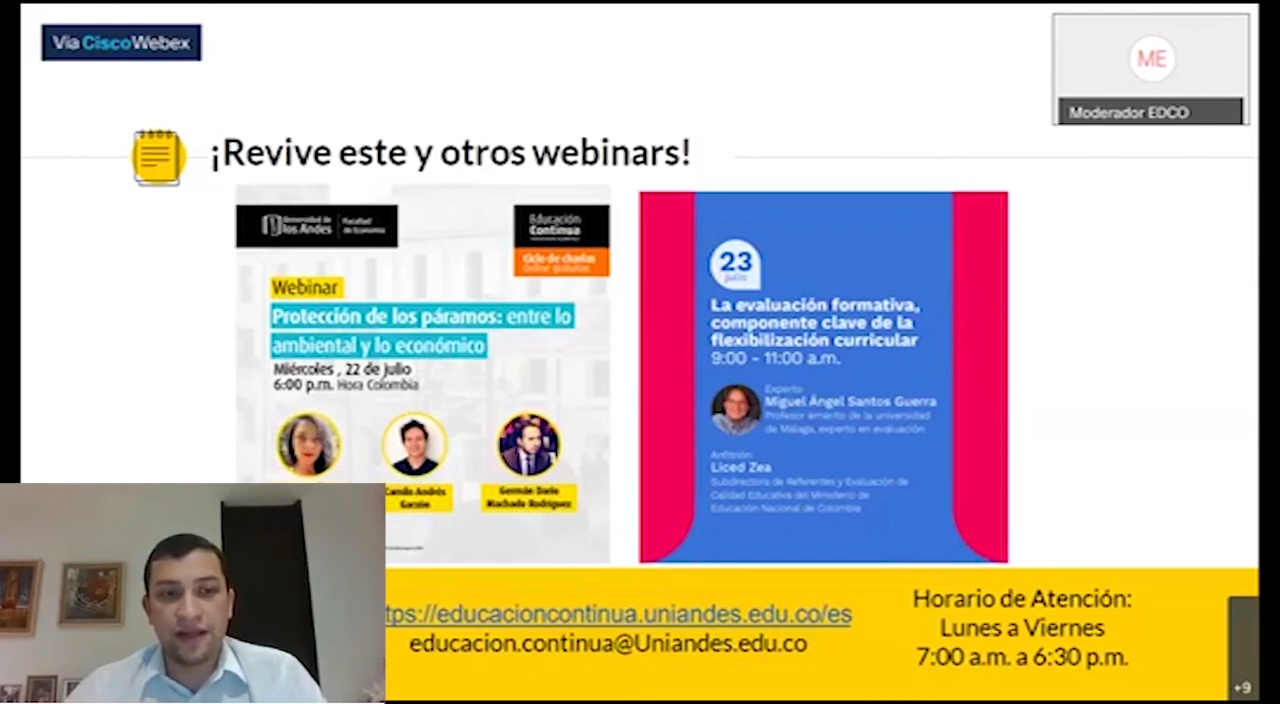 Via Cisco Webex
ME
Moderador EDCO
¡Revive este y otros webinars!
Universidad de
los Andes
Facultad
de Economía
Educación
Continua
Ciclo de charlas
Online gratuitas
Webinar
Protección de los páramos: entre lo
ambiental y lo económico
Miércoles , 22 de julio
6:00 p.m. Hora Colombia
Camilo Andrés
Garzón
Germán Darío
Machado Rodríguez
23
julio
La evaluación formativa,
componente clave de la
flexibilización curricular
9:00 - 11:00 a.m.
Experto
Miguel Ángel Santos Guerra
Profesor emérito de la universidad
de Málaga, experto en evaluación
Anfitrión
Liced Zea
Subdirectora de Referentes y Evaluación de
Calidad Educativa del Ministerio de
Educación Nacional de Colombia
tps://educacioncontinua.uniandes.edu.co/es
educacion.continua@Uniandes.edu.co
Horario de Atención:
Lunes a Viernes
7:00 a.m. a 6:30 p.m.
+9